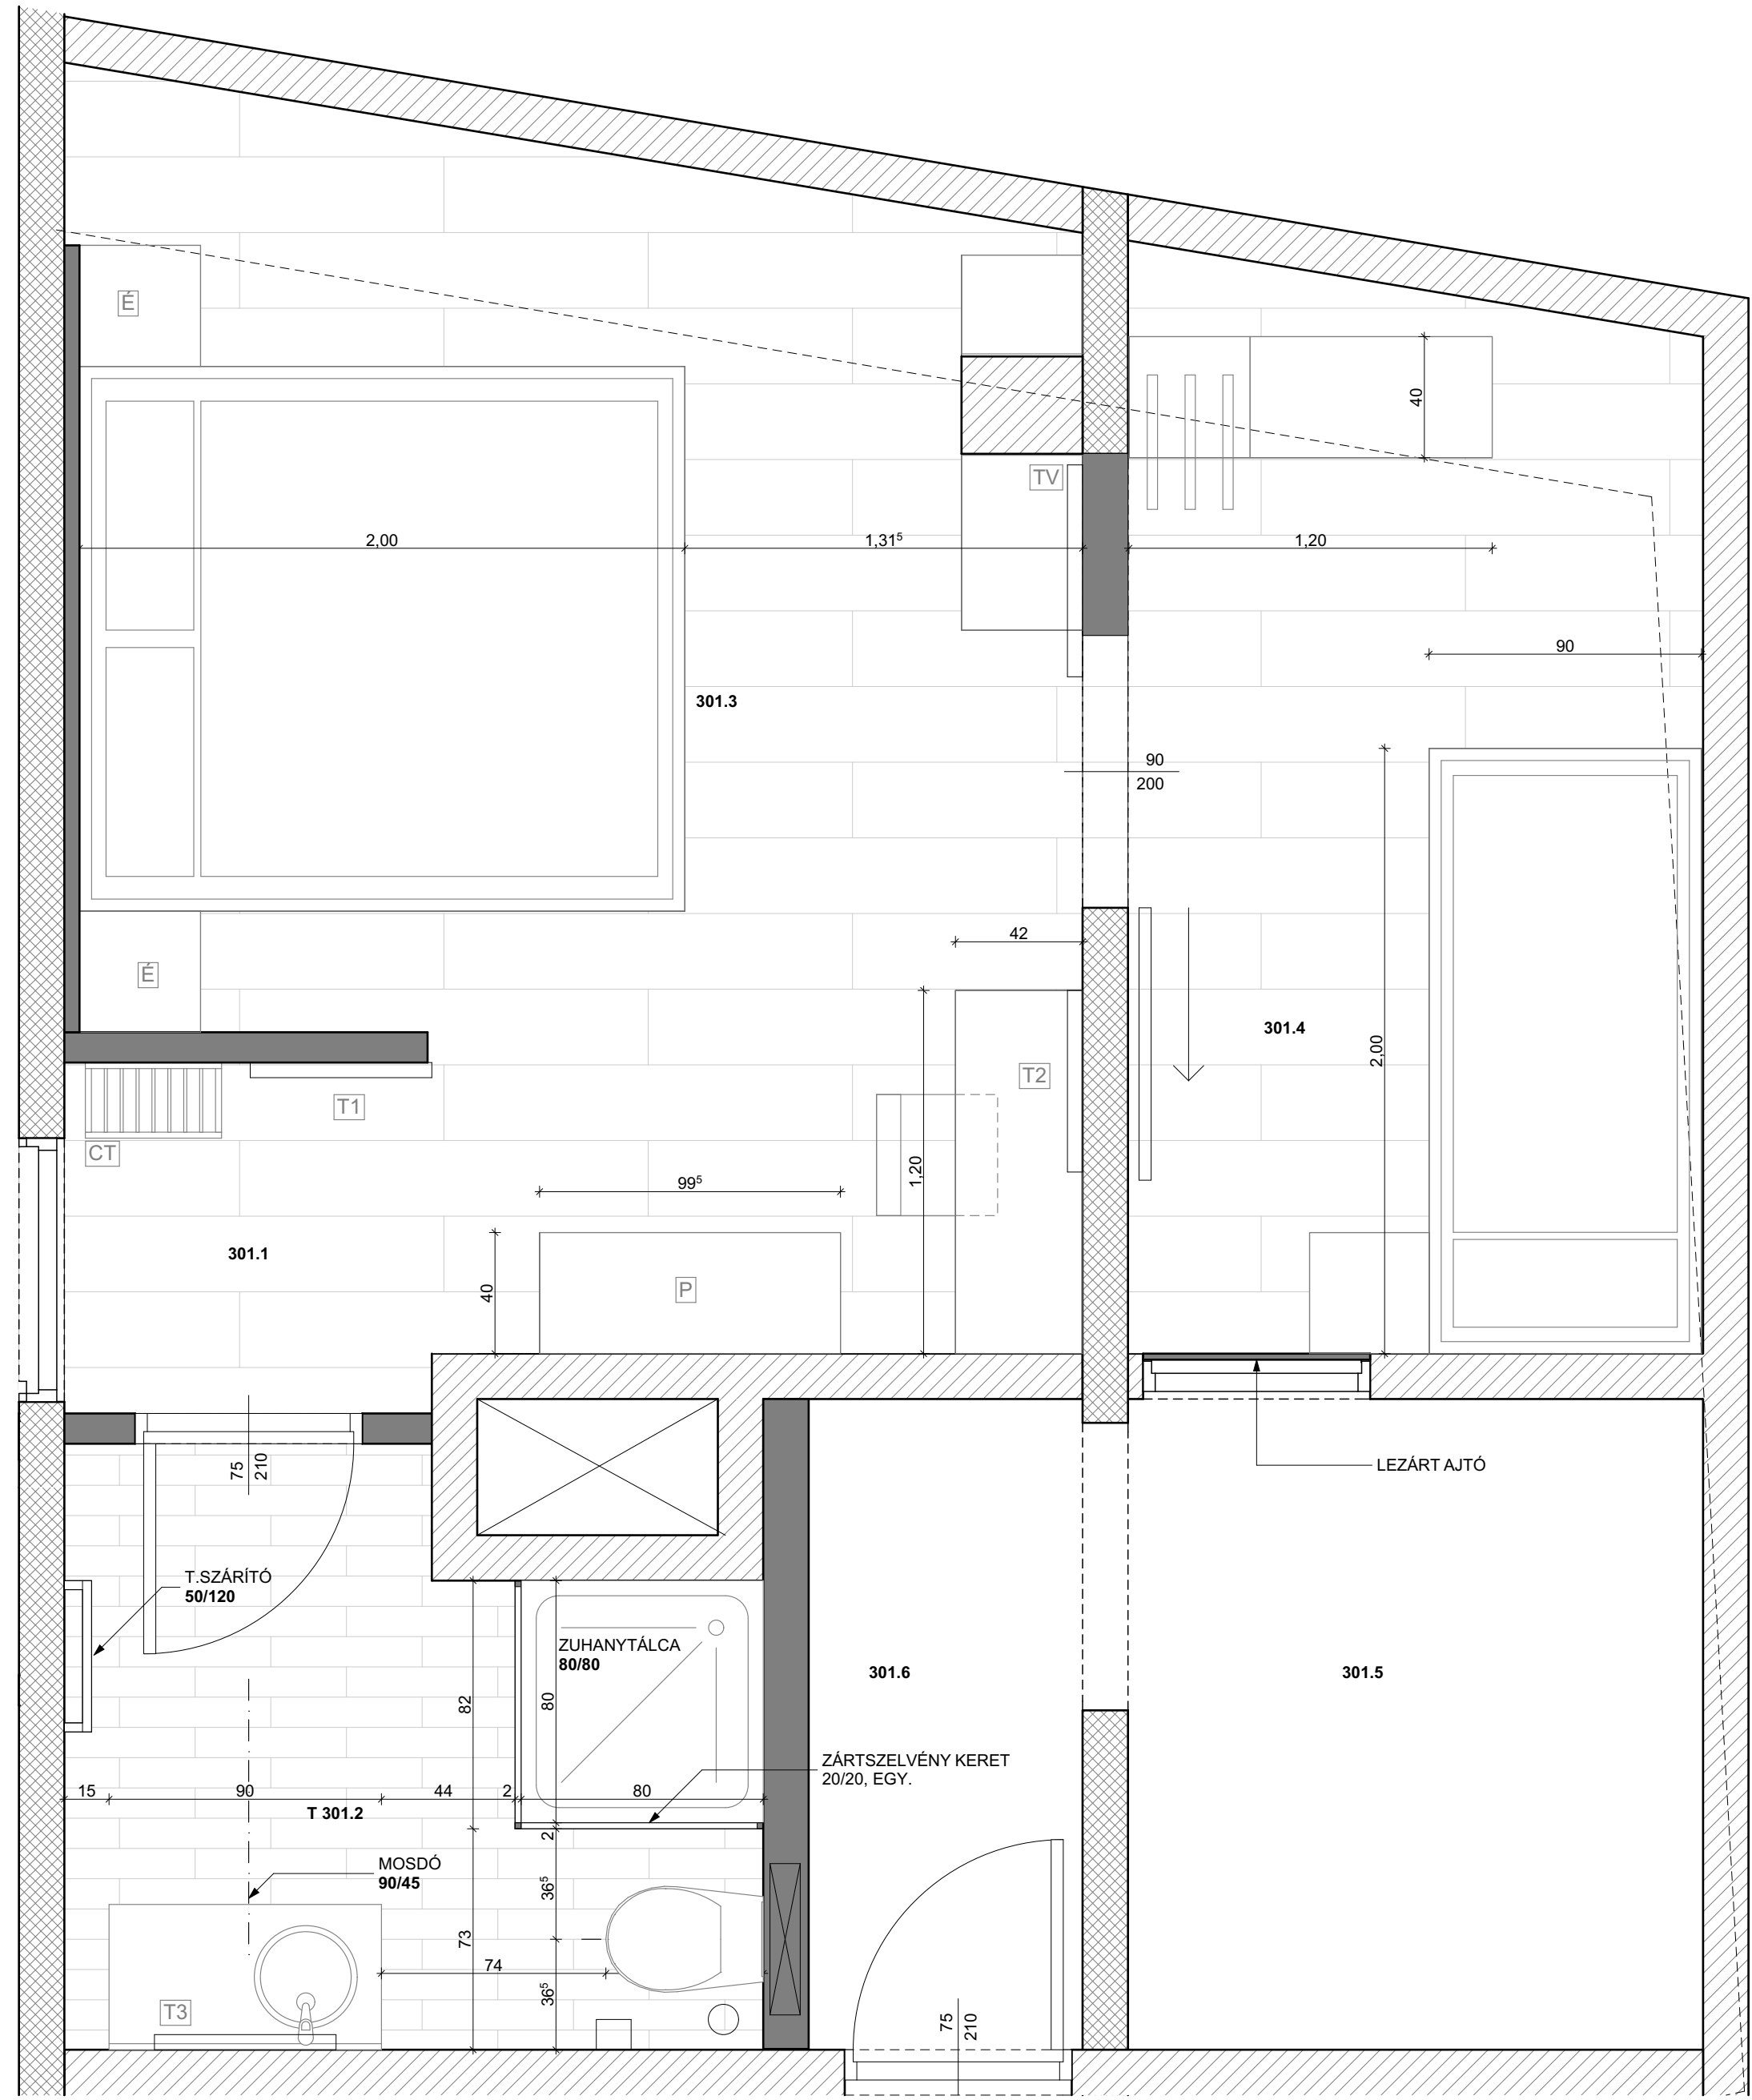 É
40
TV
2,00
1,31⁵
1,20
90
301.3
90
200
42
É
301.4
2,00
T2
T1
CT
1,20
99⁵
301.1
40
P
75
210
LEZÁRT AJTÓ
T.SZÁRÍTÓ
50/120
ZUHANYTÁLCA
80/80
301.6
301.5
82
80
ZÁRTSZELVÉNY KERET
20/20, EGY.
15
90
44
2
80
T 301.2
2
MOSDÓ
90/45
36⁵
73
74
36⁵
T3
75
210